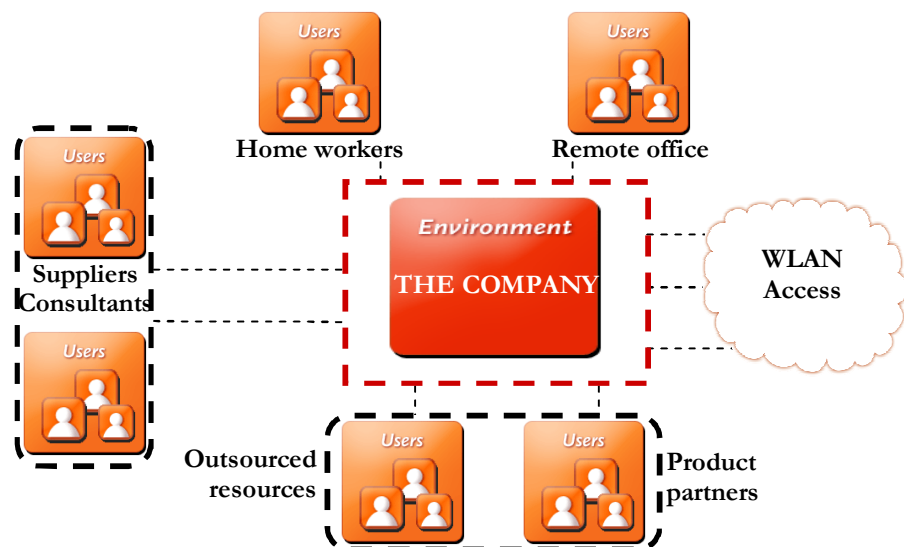 Users
Home workers
Users
Remote office
Users
Suppliers
Consultants
Users
Environment
THE COMPANY
WLAN
Access
Outsourced
resources
Users
Users
Product
partners